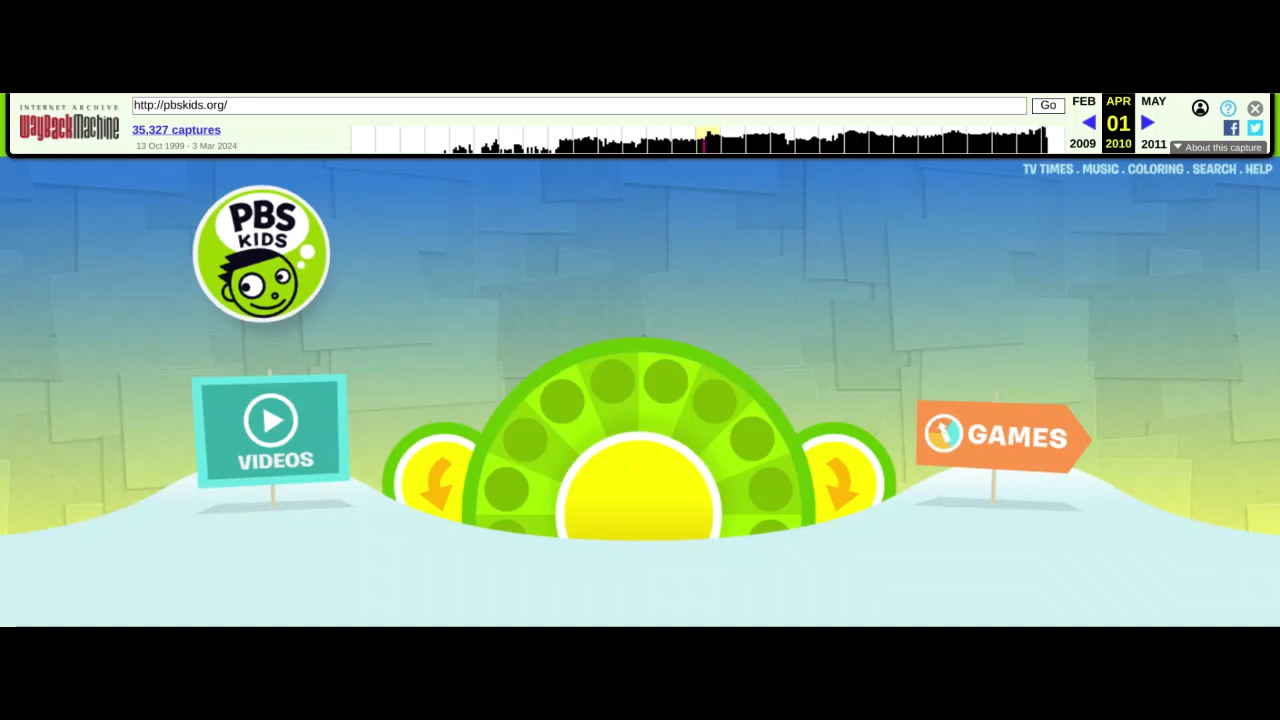 INTERNET ARCHIVE
WayBackMachine
http://pbskids.org/
Go
FEB
APR
MAY
35,327 captures
01
13 Oct 1999 - 3 Mar 2024
2009
2010
2011
About this capture
TV TIMES . MUSIC . COLORING . SEARCH . HELP
PBS
KIDS
VIDEOS
GAMES